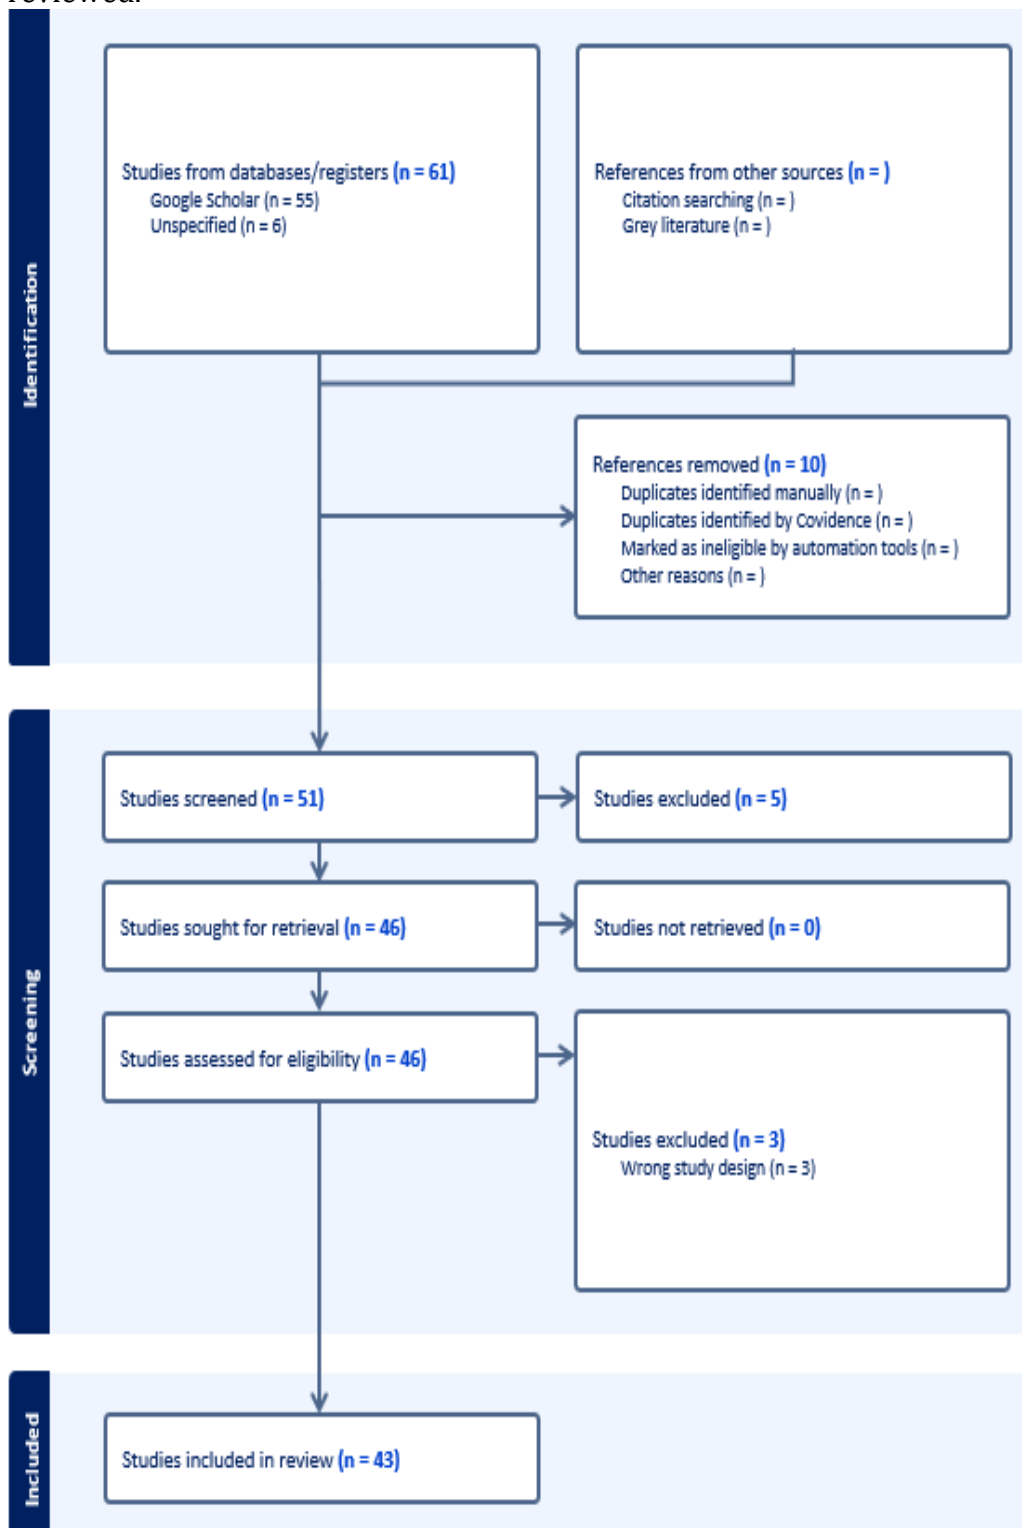 reviewed.
Identification
Studies from databases/registers (n = 61)
Google Scholar (n = 55)
Unspecified (n = 6)
References from other sources (n = )
Citation searching (n = )
Grey literature (n = )
References removed (n = 10)
Duplicates identified manually (n = )
Duplicates identified by Covidence (n = )
Marked as ineligible by automation tools (n = )
Other reasons (n = )
Screening
Studies screened (n = 51)
Studies excluded (n = 5)
Studies sought for retrieval (n = 46)
Studies not retrieved (n = 0)
Studies assessed for eligibility (n = 46)
Studies excluded (n = 3)
Wrong study design (n = 3)
Included
Studies included in review (n = 43)